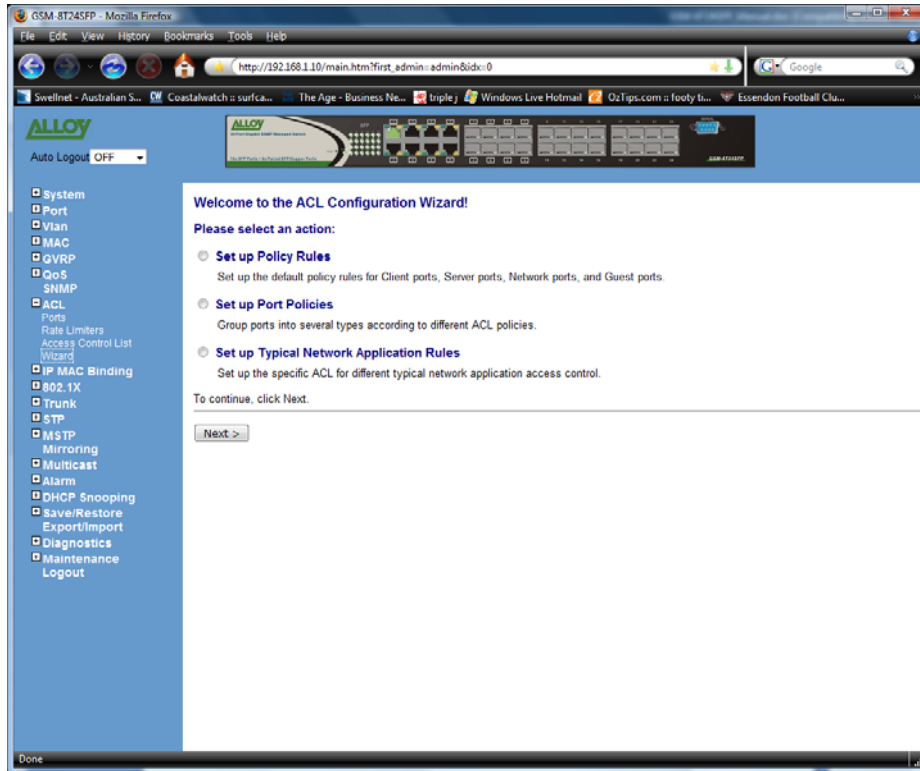 GSM-8T24SFP - Mozilla Firefox
File Edit View History Bookmarks Tools Help
http://192.168.1.10/main.htm?first_admin=admin&idx=0
Google
Swellnet - Australian S... CW Coastalwatch :: surfca... The Age - Business Ne... triple j Windows Live Hotmail OzTips.com :: footy ti... Essendon Football Clu...
ALLOY
Auto Logout OFF
ALLOY
SFP
GSM-8T24SFP
System
Port
Vlan
MAC
GVRP
QoS
SNMP
ACL
Ports
Rate Limiters
Access Control List
Wizard
IP MAC Binding
802.1X
Trunk
STP
MSTP
Mirroring
Multicast
Alarm
DHCP Snooping
Save/Restore
Export/Import
Diagnostics
Maintenance
Logout
Welcome to the ACL Configuration Wizard!
Please select an action:
Set up Policy Rules
Set up the default policy rules for Client ports, Server ports, Network ports, and Guest ports.
Set up Port Policies
Group ports into several types according to different ACL policies.
Set up Typical Network Application Rules
Set up the specific ACL for different typical network application access control.
To continue, click Next.
Next >
Done